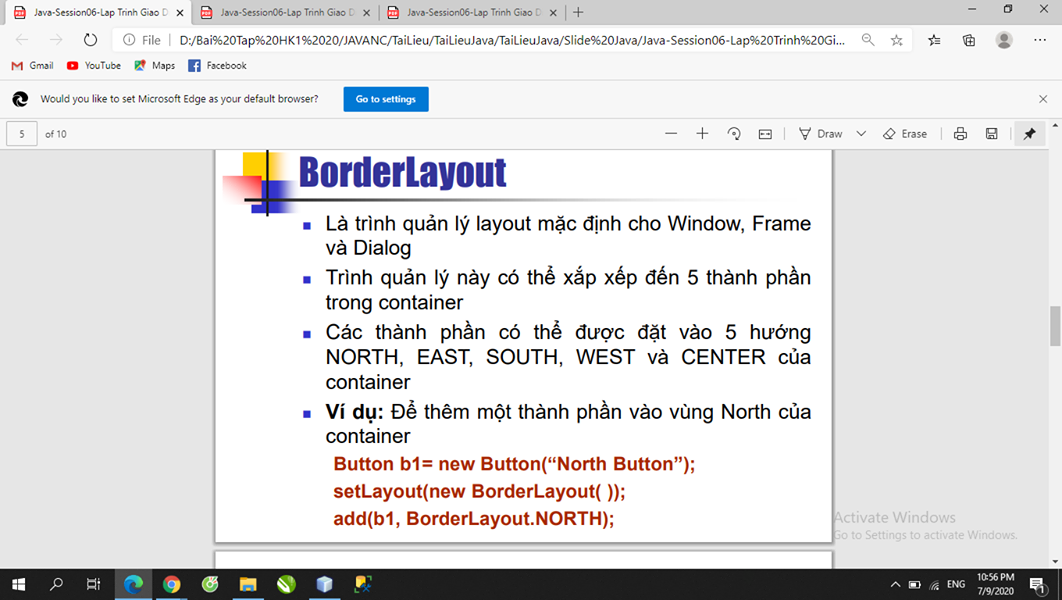 Java-Session06-Lap Trinh Giao D
Java-Session06-Lap Trinh Giao D
Java-Session06-Lap Trinh Giao D
File
D:/Bai%20Tap%20HK1%2020/JAVANC/TaiLieu/TaiLieuJava/TaiLieuJava/Slide%20Java/Java-Session06-Lap%20Trinh%20Gi...
Gmail
YouTube
Maps
Facebook
Would you like to set Microsoft Edge as your default browser?
Go to settings
5 of 10
Draw
Erase
BorderLayout
Là trình quản lý layout mặc định cho Window, Frame
và Dialog
Trình quản lý này có thể xắp xếp đến 5 thành phần
trong container
Các thành phần có thể được đặt vào 5 hướng
NORTH, EAST, SOUTH, WEST và CENTER của
container
Ví dụ: Để thêm một thành phần vào vùng North của
container
Button b1= new Button(“North Button”);
setLayout(new BorderLayout( ));
add(b1, BorderLayout.NORTH);
Activate Windows
Go to Settings to activate Windows.
ENG
10:56 PM
7/9/2020
1